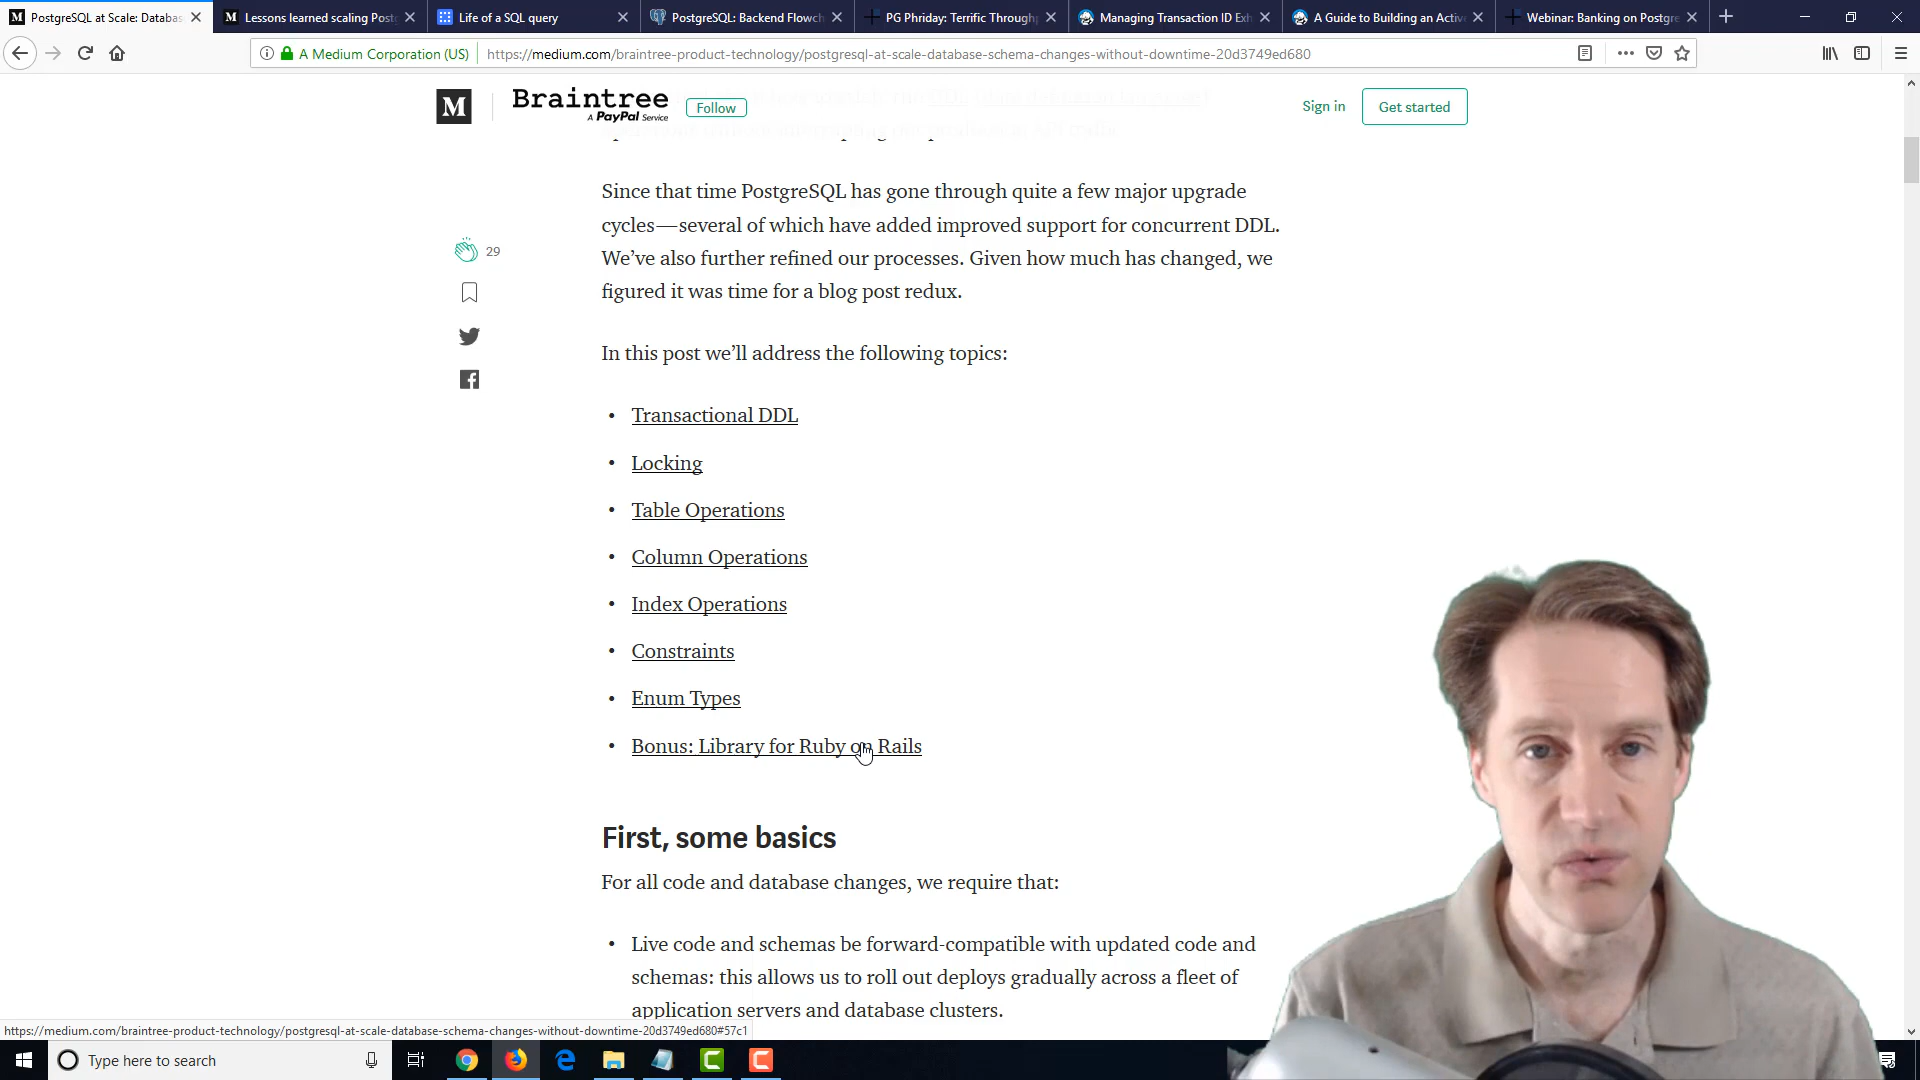 PostgreSQL at Scale: Databas
Lessons learned scaling Post
Life of a SQL query
PostgreSQL: Backend Flowch
PG Phriday: Terrific Through
Managing Transaction ID Exh
A Guide to Building an Activ
Webinar: Banking on Postgre
A Medium Corporation (US)
https://medium.com/braintree-product-technology/postgresql-at-scale-database-schema-changes-without-downtime-20d3749ed680
M
Braintree
A PayPal Service
Follow
Sign in
Get started
Since that time PostgreSQL has gone through quite a few major upgrade
cycles — several of which have added improved support for concurrent DDL.
We’ve also further refined our processes. Given how much has changed, we
figured it was time for a blog post redux.
29
In this post we’ll address the following topics:
• Transactional DDL
• Locking
• Table Operations
• Column Operations
• Index Operations
• Constraints
• Enum Types
• Bonus: Library for Ruby on Rails
First, some basics
For all code and database changes, we require that:
• Live code and schemas be forward-compatible with updated code and
schemas: this allows us to roll out deploys gradually across a fleet of
application servers and database clusters.
https://medium.com/braintree-product-technology/postgresql-at-scale-database-schema-changes-without-downtime-20d3749ed680#57c1
Type here to search